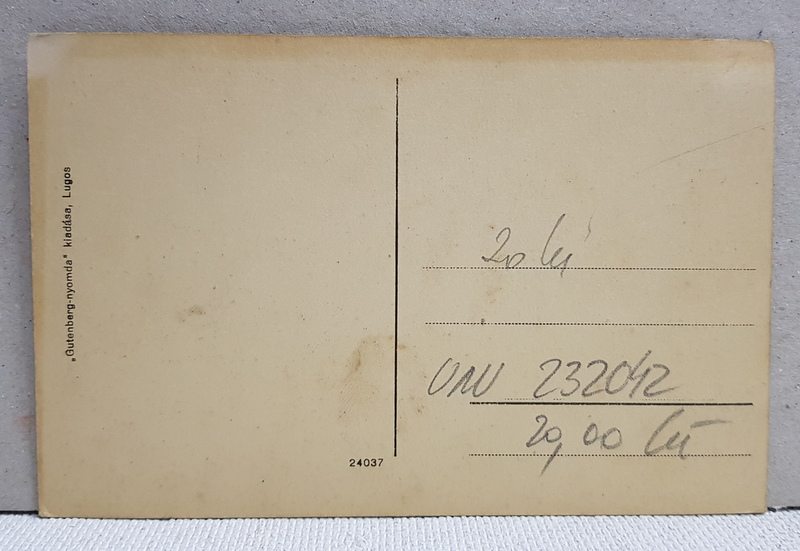 „Gutenberg-nyomda“ kiadása, Lugos
20 lei
UNU 232042
20,00 lei
24037